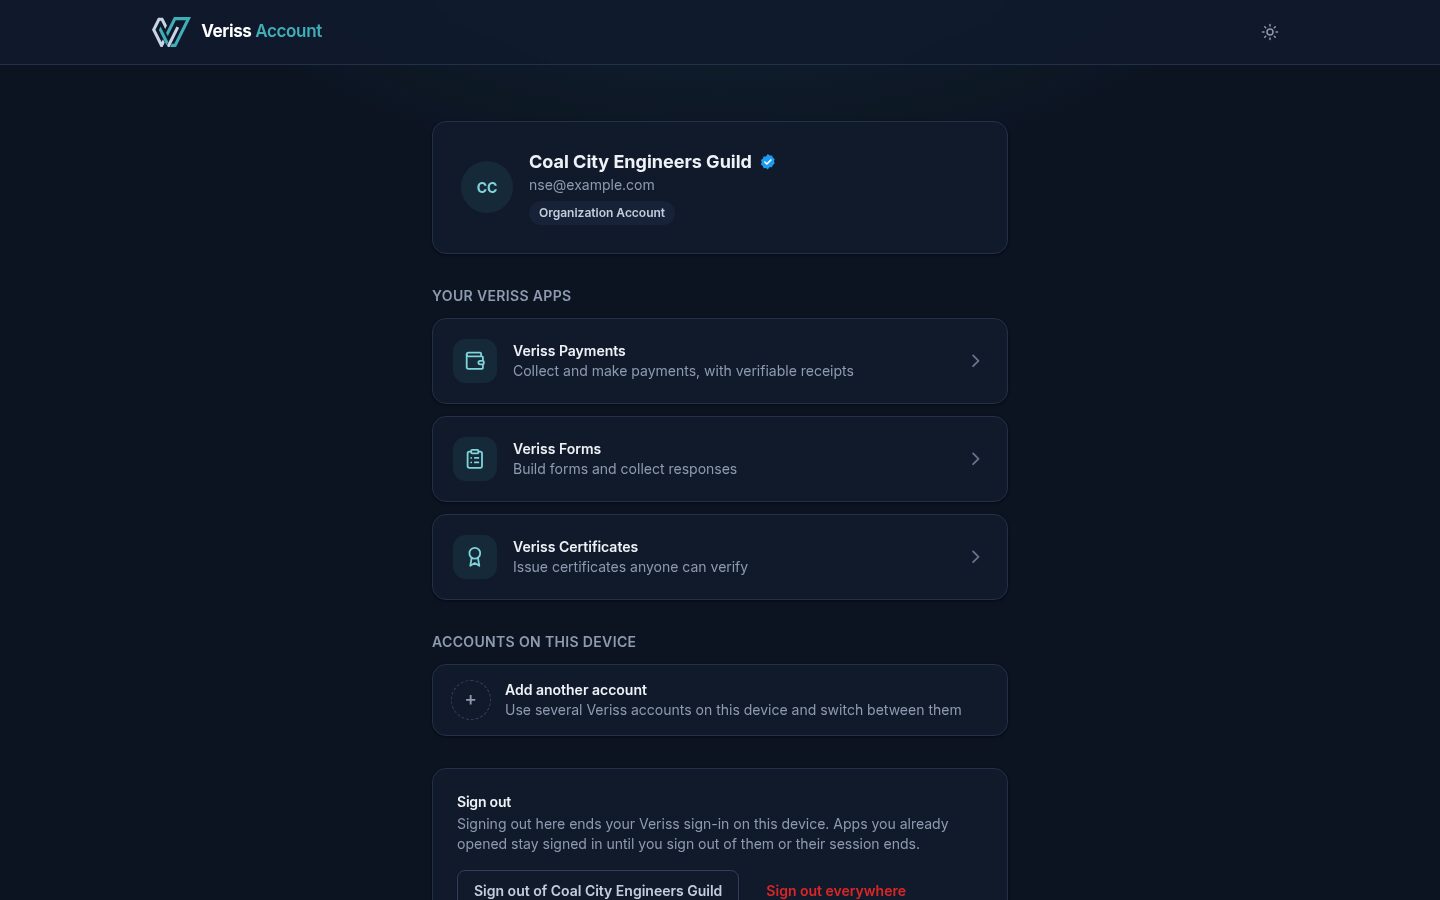 Veriss Account
Coal City Engineers Guild
CC
nse@example.com
Organization Account
YOUR VERISS APPS
Veriss Payments
Collect and make payments, with verifiable receipts
Veriss Forms
Build forms and collect responses
Veriss Certificates
Issue certificates anyone can verify
ACCOUNTS ON THIS DEVICE
Add another account
Use several Veriss accounts on this device and switch between them
Sign out
Signing out here ends your Veriss sign-in on this device. Apps you already
opened stay signed in until you sign out of them or their session ends.
Sign out of Coal City Engineers Guild
Sign out everywhere